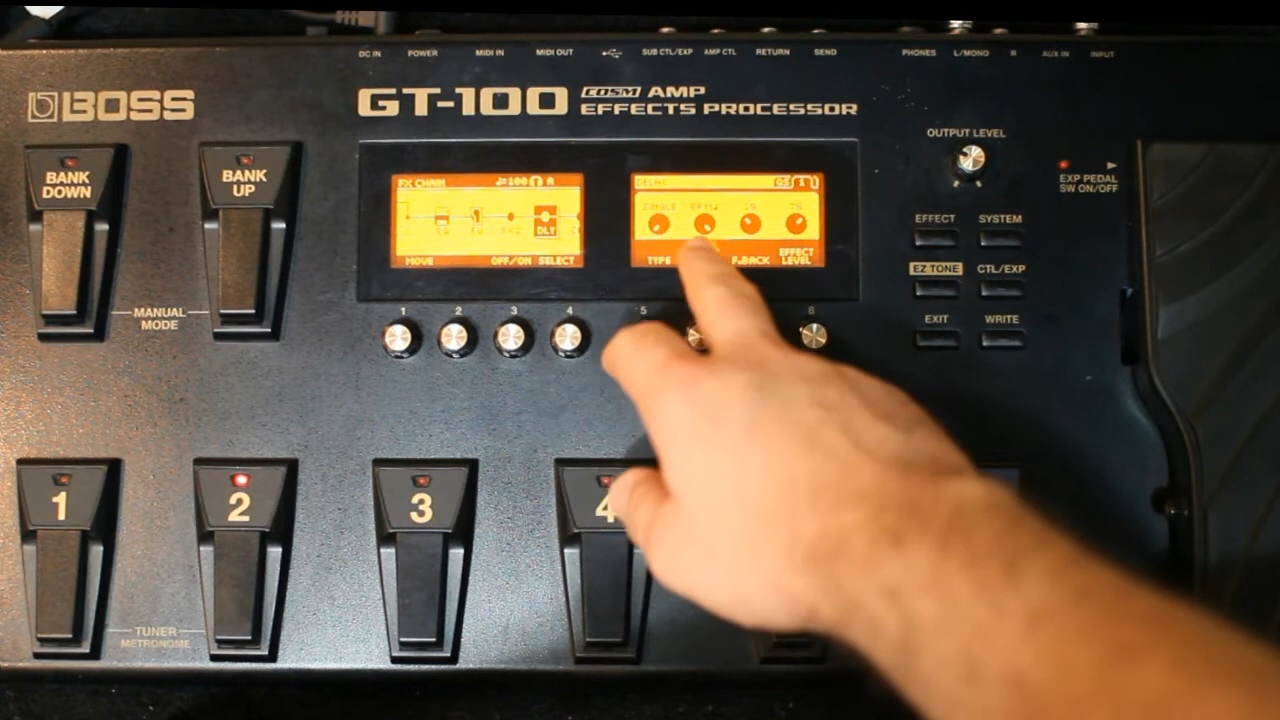 DC IN POWER MIDI IN MIDI OUT SUB CTL/EXP AMP CTL RETURN SEND PHONES L/MONO R AUX IN INPUT
BOSS
GT-100 COSM AMP
EFFECTS PROCESSOR
OUTPUT LEVEL
BANK
DOWN
BANK
UP
EXP PEDAL
SW ON/OFF
FX CHAIN ♩=100 A
DLY
MOVE OFF/ON SELECT
DELAY
TYPE F.BACK EFFECT
LEVEL
EFFECT SYSTEM
EZ TONE CTL/EXP
EXIT WRITE
1 2 3 4 5 8
MANUAL
MODE
1 2 3 4
TUNER
METRONOME